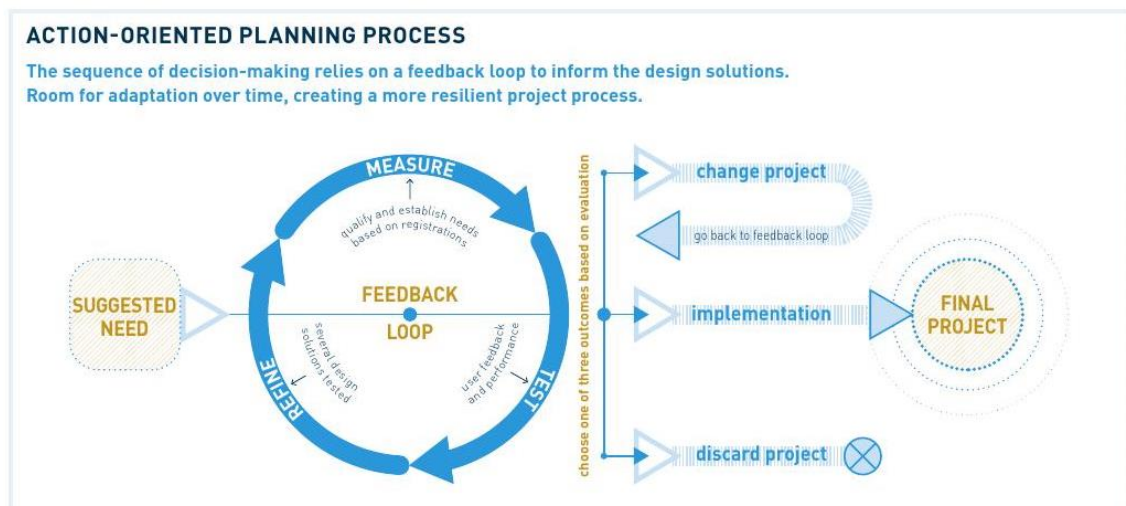 ACTION-ORIENTED PLANNING PROCESS
The sequence of decision-making relies on a feedback loop to inform the design solutions.
Room for adaptation over time, creating a more resilient project process.
SUGGESTED
NEED
MEASURE
qualify and establish needs
based on registrations
FEEDBACK
LOOP
TEST
user feedback
and performance
REFINE
several design
solutions tested
choose one of three outcomes based on evaluation
change project
go back to feedback loop
implementation
FINAL
PROJECT
discard project